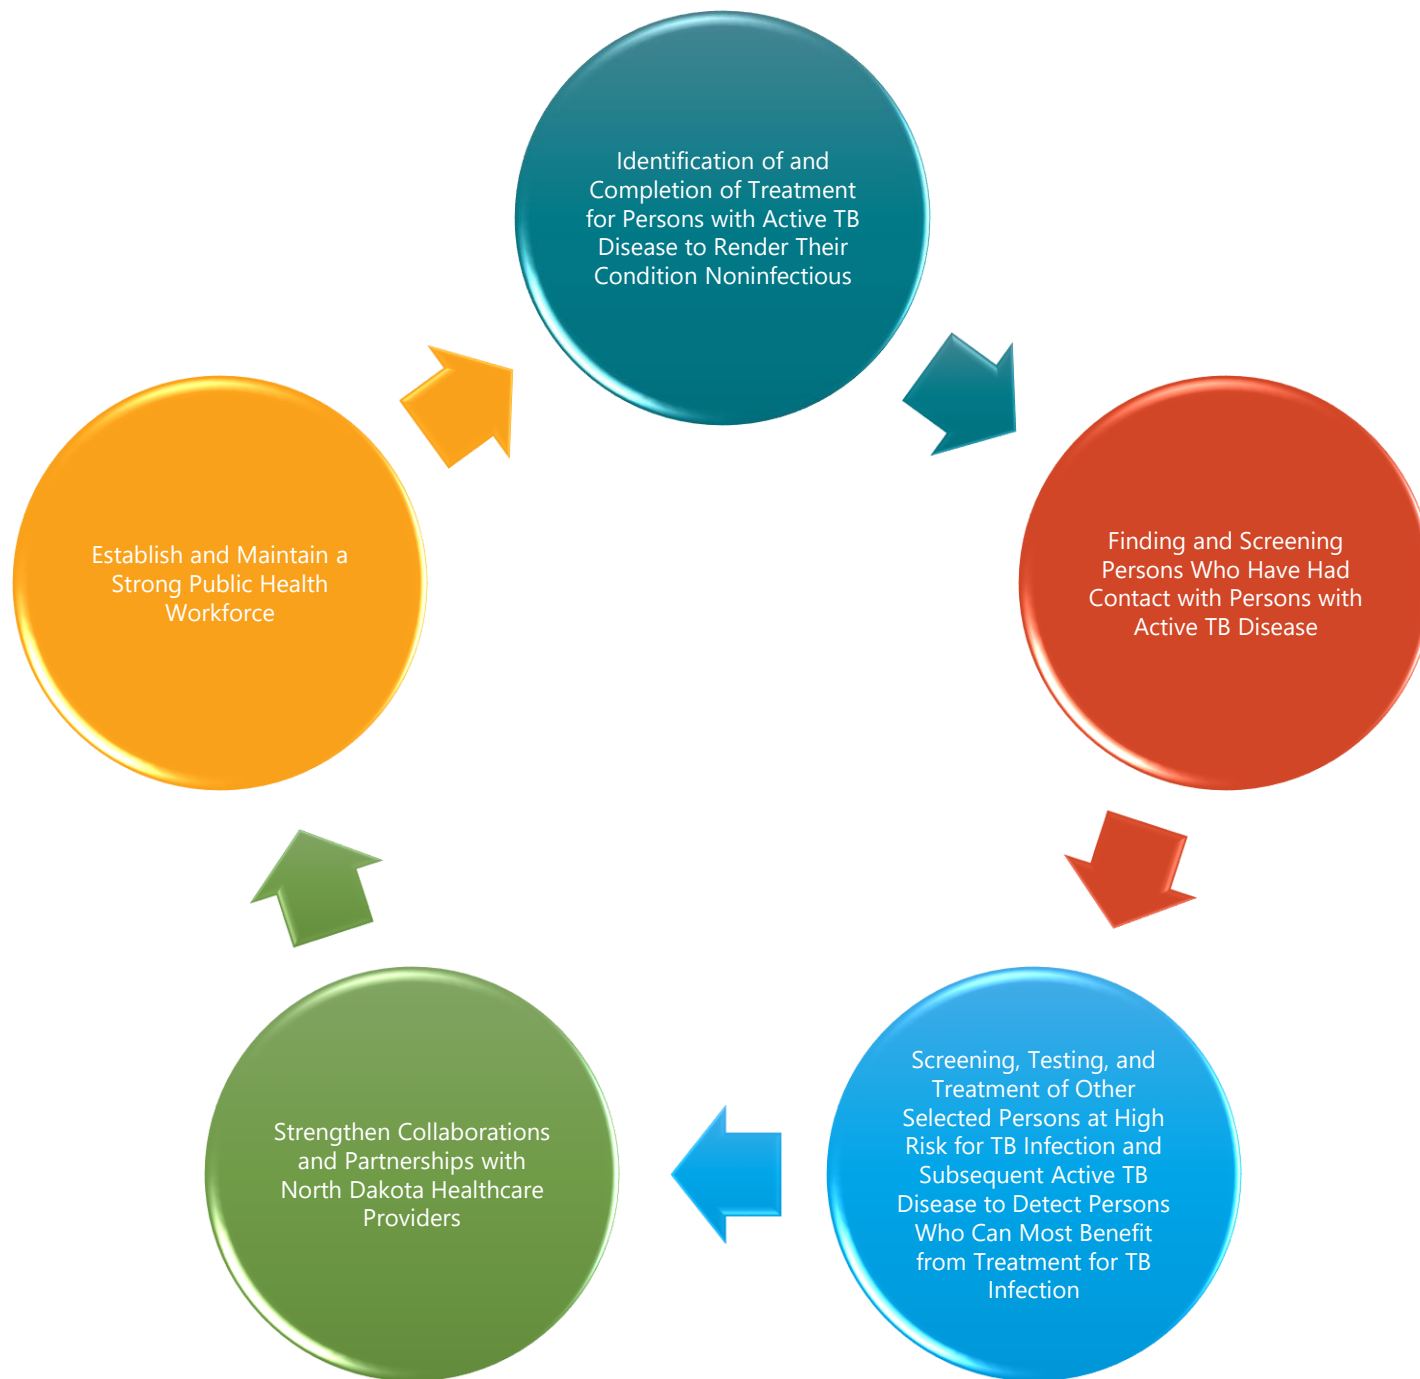 Identification of and
Completion of Treatment
for Persons with Active TB
Disease to Render Their
Condition Noninfectious
Finding and Screening
Persons Who Have Had
Contact with Persons with
Active TB Disease
Screening, Testing, and
Treatment of Other
Selected Persons at High
Risk for TB Infection and
Subsequent Active TB
Disease to Detect Persons
Who Can Most Benefit
from Treatment for TB
Infection
Strengthen Collaborations
and Partnerships with
North Dakota Healthcare
Providers
Establish and Maintain a
Strong Public Health
Workforce